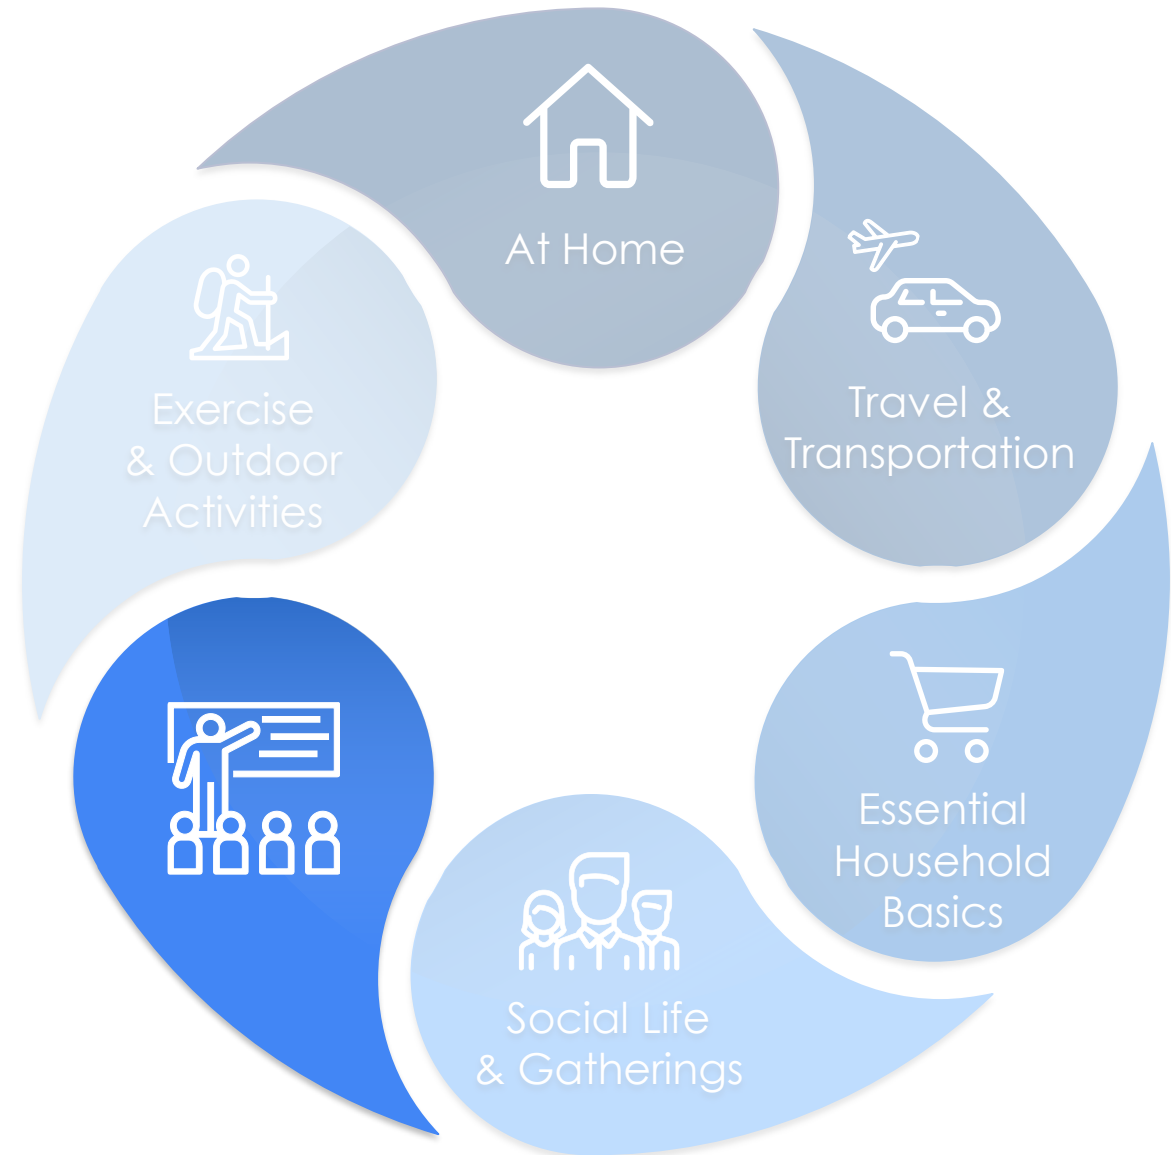 At Home
Travel &
Transportation
Exercise
& Outdoor
Activities
Essential
Household
Basics
Social Life
& Gatherings